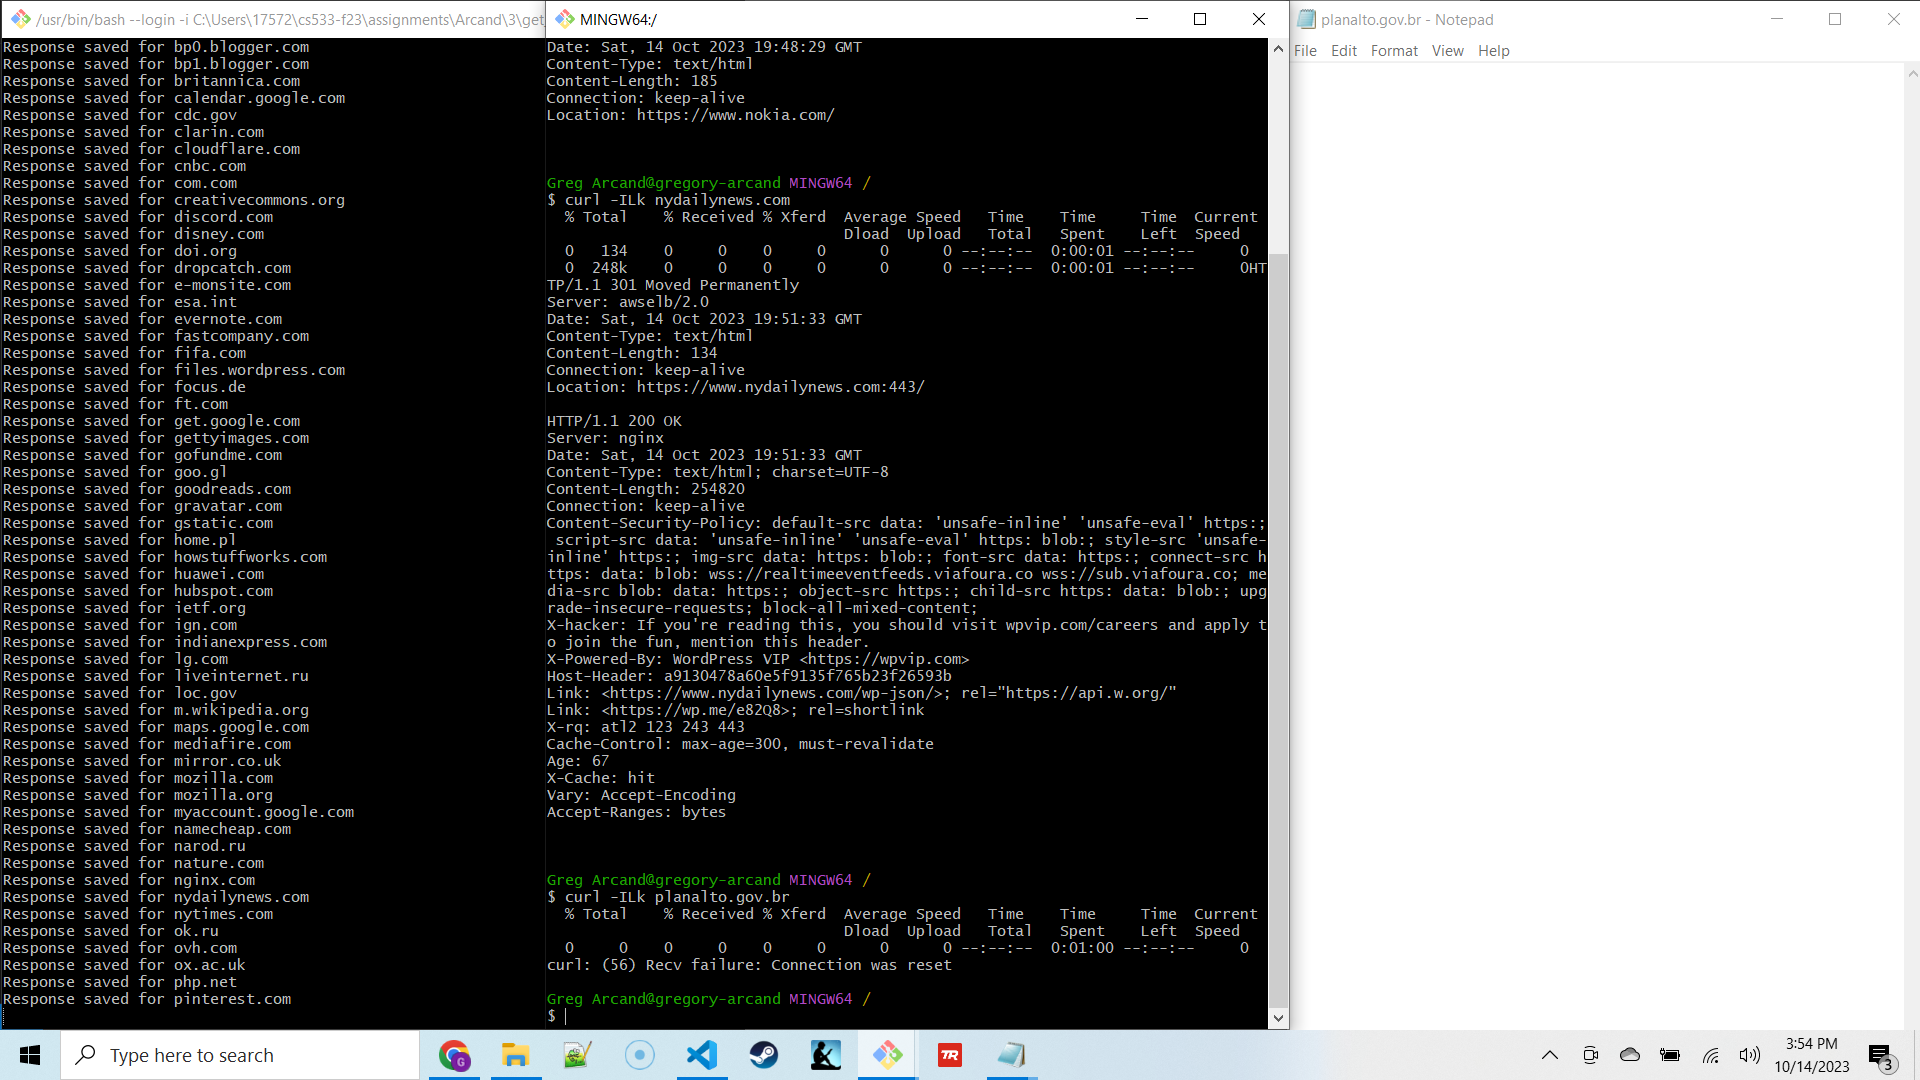 /usr/bin/bash --login -i C:\Users\17572\cs533-f23\assignments\Arcand\3\get
Response saved for bp0.blogger.com
Response saved for bp1.blogger.com
Response saved for britannica.com
Response saved for calendar.google.com
Response saved for cdc.gov
Response saved for clarin.com
Response saved for cloudflare.com
Response saved for cnbc.com
Response saved for com.com
Response saved for creativecommons.org
Response saved for discord.com
Response saved for disney.com
Response saved for doi.org
Response saved for dropcatch.com
Response saved for e-monsite.com
Response saved for esa.int
Response saved for evernote.com
Response saved for fastcompany.com
Response saved for fifa.com
Response saved for files.wordpress.com
Response saved for focus.de
Response saved for ft.com
Response saved for get.google.com
Response saved for gettyimages.com
Response saved for gofundme.com
Response saved for goo.gl
Response saved for goodreads.com
Response saved for gravatar.com
Response saved for gstatic.com
Response saved for home.pl
Response saved for howstuffworks.com
Response saved for huawei.com
Response saved for hubspot.com
Response saved for ietf.org
Response saved for ign.com
Response saved for indianexpress.com
Response saved for lg.com
Response saved for liveinternet.ru
Response saved for loc.gov
Response saved for m.wikipedia.org
Response saved for maps.google.com
Response saved for mediafire.com
Response saved for mirror.co.uk
Response saved for mozilla.com
Response saved for mozilla.org
Response saved for myaccount.google.com
Response saved for namecheap.com
Response saved for narod.ru
Response saved for nature.com
Response saved for nginx.com
Response saved for nydailynews.com
Response saved for nytimes.com
Response saved for ok.ru
Response saved for ovh.com
Response saved for ox.ac.uk
Response saved for php.net
Response saved for pinterest.com
MINGW64:/
Date: Sat, 14 Oct 2023 19:48:29 GMT
Content-Type: text/html
Content-Length: 185
Connection: keep-alive
Location: https://www.nokia.com/
Greg Arcand@gregory-arcand MINGW64 /
$ curl -ILk nydailynews.com
% Total    % Received % Xferd  Average Speed   Time    Time     Time  Current
Dload  Upload   Total   Spent    Left  Speed
0   134    0     0    0     0      0      0 --:--:--  0:00:01 --:--:--     0
0  248k    0     0    0     0      0      0 --:--:--  0:00:01 --:--:--     0HT
TP/1.1 301 Moved Permanently
Server: awselb/2.0
Date: Sat, 14 Oct 2023 19:51:33 GMT
Content-Type: text/html
Content-Length: 134
Connection: keep-alive
Location: https://www.nydailynews.com:443/
HTTP/1.1 200 OK
Server: nginx
Date: Sat, 14 Oct 2023 19:51:33 GMT
Content-Type: text/html; charset=UTF-8
Content-Length: 254820
Connection: keep-alive
Content-Security-Policy: default-src data: 'unsafe-inline' 'unsafe-eval' https:;
script-src data: 'unsafe-inline' 'unsafe-eval' https: blob:; style-src 'unsafe-
inline' https:; img-src data: https: blob:; font-src data: https:; connect-src h
ttps: data: blob: wss://realtimeeventfeeds.viafoura.co wss://sub.viafoura.co; me
dia-src blob: data: https:; object-src https:; child-src https: data: blob:; upg
rade-insecure-requests; block-all-mixed-content;
X-hacker: If you're reading this, you should visit wpvip.com/careers and apply t
o join the fun, mention this header.
X-Powered-By: WordPress VIP <https://wpvip.com>
Host-Header: a9130478a60e5f9135f765b23f26593b
Link: <https://www.nydailynews.com/wp-json/>; rel="https://api.w.org/"
Link: <https://wp.me/e82Q8>; rel=shortlink
X-rq: atl2 123 243 443
Cache-Control: max-age=300, must-revalidate
Age: 67
X-Cache: hit
Vary: Accept-Encoding
Accept-Ranges: bytes
Greg Arcand@gregory-arcand MINGW64 /
$ curl -ILk planalto.gov.br
% Total    % Received % Xferd  Average Speed   Time    Time     Time  Current
Dload  Upload   Total   Spent    Left  Speed
0     0    0     0    0     0      0      0 --:--:--  0:01:00 --:--:--     0
curl: (56) Recv failure: Connection was reset
Greg Arcand@gregory-arcand MINGW64 /
$
planalto.gov.br - Notepad
File Edit Format View Help
Type here to search
G
TR
3:54 PM
10/14/2023
3